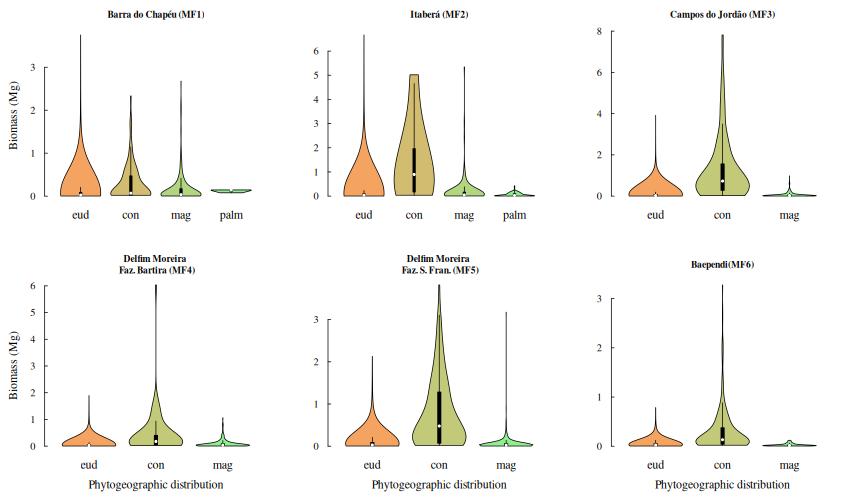 Barra do Chapéu (MF1)
Biomass (Mg)
3
2
1
0
eud con mag palm
Itaberá (MF2)
6
5
4
3
2
1
0
eud con mag palm
Campos do Jordão (MF3)
8
6
4
2
0
eud con mag
Delfim Moreira
Faz. Bartira (MF4)
Biomass (Mg)
6
5
4
3
2
1
0
eud con mag
Phytogeographic distribution
Delfim Moreira
Faz. S. Fran. (MF5)
3
2
1
0
eud con mag
Phytogeographic distribution
Baependi(MF6)
3
2
1
0
eud con mag
Phytogeographic distribution